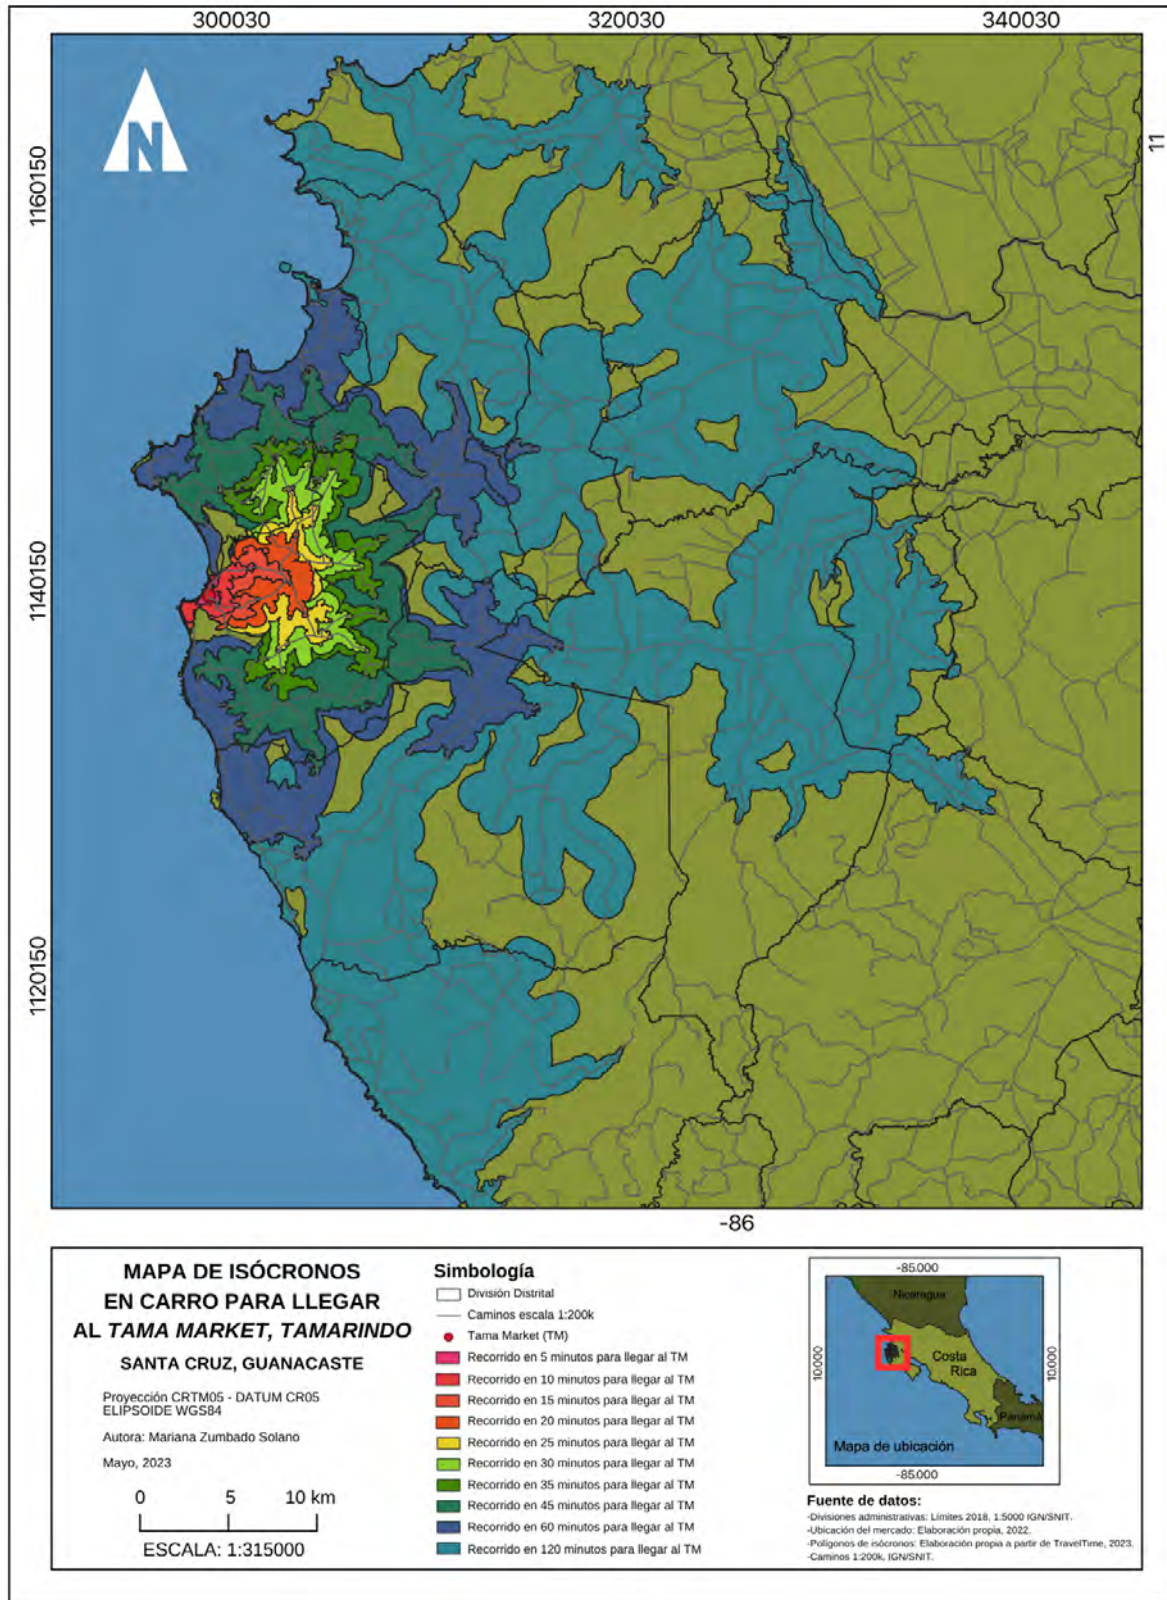 300030
320030
340030
N
1160150
11
1140150
1120150
-86
MAPA DE ISÓCRONOS
EN CARRO PARA LLEGAR
AL TAMA MARKET, TAMARINDO
SANTA CRUZ, GUANACASTE
Proyección CRTM05 - DATUM CR05
ELIPSOIDE WGS84
Autora: Mariana Zumbado Solano
Mayo, 2023
0 5 10 km
ESCALA: 1:315000
Simbología
División Distrital
Caminos escala 1:200k
Tama Market (TM)
Recorrido en 5 minutos para llegar al TM
Recorrido en 10 minutos para llegar al TM
Recorrido en 15 minutos para llegar al TM
Recorrido en 20 minutos para llegar al TM
Recorrido en 25 minutos para llegar al TM
Recorrido en 30 minutos para llegar al TM
Recorrido en 35 minutos para llegar al TM
Recorrido en 45 minutos para llegar al TM
Recorrido en 60 minutos para llegar al TM
Recorrido en 120 minutos para llegar al TM
-85.000
Nicaragua
10.000
Costa
Rica
10.000
Panamá
Mapa de ubicación
-85.000
Fuente de datos:
-Divisiones administrativas: Límites 2018, 1:5000 IGN/SNIT.
-Ubicación del mercado: Elaboración propia, 2022.
-Polígonos de isócronos: Elaboración propia a partir de TravelTime, 2023.
-Caminos 1:200k, IGN/SNIT.